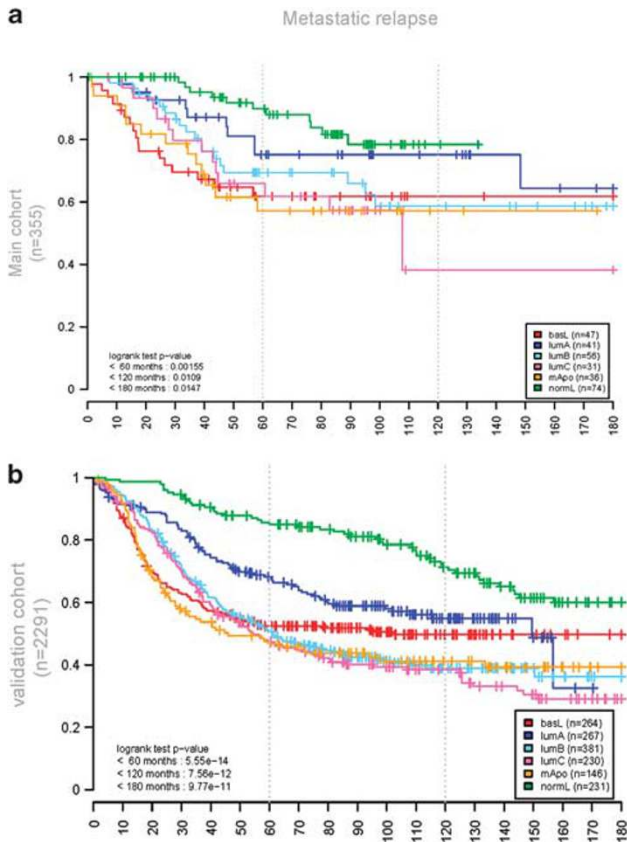 a
Metastatic relapse
Main cohort
(n=355)
1
0.8
0.6
0.4
0.2
0
logrank test p-value
< 60 months : 0.00155
< 120 months : 0.0109
< 180 months : 0.0147
basL (n=47)
lumA (n=41)
lumB (n=56)
lumC (n=31)
mApo (n=36)
normL (n=74)
0 10 20 30 40 50 60 70 80 90 100 110 120 130 140 150 160 170 180
b
validation cohort
(n=2291)
1
0.8
0.6
0.4
0.2
0
logrank test p-value
< 60 months : 5.55e-14
< 120 months : 7.56e-12
< 180 months : 9.77e-11
basL (n=264)
lumA (n=267)
lumB (n=381)
lumC (n=230)
mApo (n=146)
normL (n=231)
0 10 20 30 40 50 60 70 80 90 100 110 120 130 140 150 160 170 180